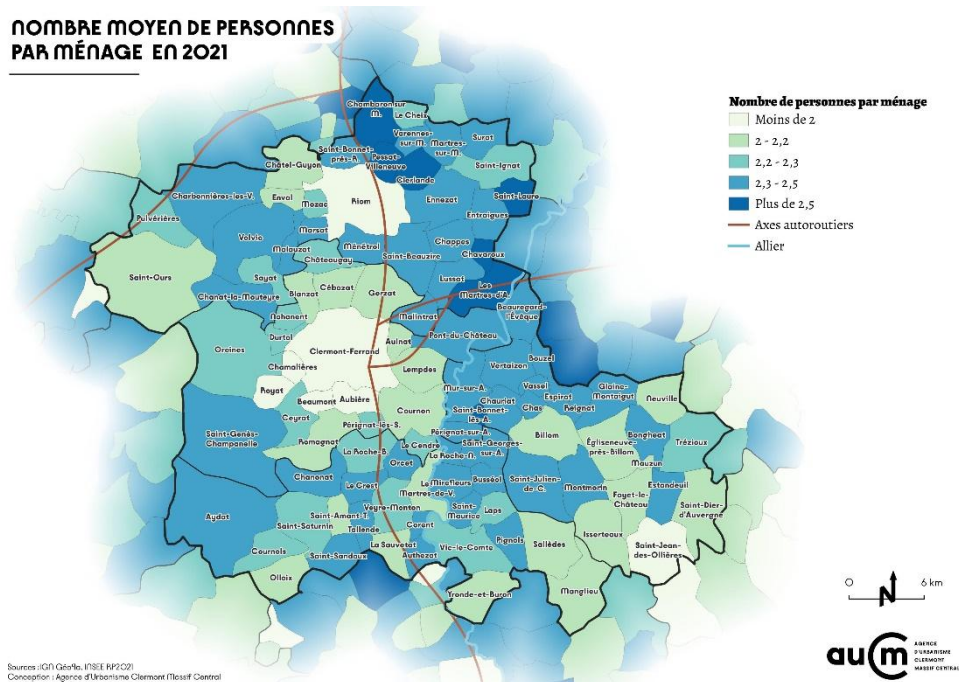 NOMBRE MOYEN DE PERSONNES
PAR MÉNAGE EN 2021
Nombre de personnes par ménage
Moins de 2
2 - 2,2
2,2 - 2,3
2,3 - 2,5
Plus de 2,5
Axes autoroutiers
Allier
Chambaron sur
M.
Le Cheix
Varennes-
sur-M.
Martres-
sur-M.
Surat
Saint-Bonnet-
près-R.
Pessat-
Villeneuve
Clerlande
Saint-Ignat
Châtel-Guyon
Charbonnières-les-V.
Enval
Mozac
Riom
Ennezat
Saint-Laure
Entraigues
Pulvérières
Marsat
Volvic
Malauzat
Ménétrol
Châteaugay
Saint-Beauzire
Chappes
Chavaroux
Saint-Ours
Sayat
Cébazat
Blanzat
Gerzat
Lussat
Les
Martres-d'A.
Chanat-la-Mouteyre
Nohanent
Malintrat
Beauregard-
l'Évêque
Durtol
Orcines
Clermont-Ferrand
Aulnat
Pont-du-Château
Chamalières
Lempdes
Vertaizon
Bouzel
Royat
Beaumont
Aubière
Mur-sur-A.
Vassel
Espirat
Glaine-
Montaigut
Neuville
Chauriat
Chas
Reignat
Ceyrat
Cournon
Saint-Bonnet-
lès-A.
Pérignat-lès-S.
Romagnat
Pérignat-sur-A.
Billom
Bongheat
Trézioux
Saint-Genès-
Champanelle
Le Cendre
Saint-Georges-
sur-A.
Égliseneuve-
près-Billom
La Roche-B.
La Roche-N.
Mauzun
Orcet
Chanonat
Le Crest
Mirefleurs
Busséol
Saint-Julien-
de-C.
Montmorin
Estandeuil
Martres-de-V.
Fayet-le-
Château
Saint-Dier-
d'Auvergne
Aydat
Veyre-Monton
Saint-Amant-T.
Saint-
Maurice
Laps
Saint-Saturnin
Tallende
Corent
Isserteaux
Pignols
Sallèdes
Saint-Jean-
des-Ollières
Cournols
Saint-Sandoux
La Sauvetat
Authezat
Vic-le-Comte
Olloix
Yronde-et-Buron
Manglieu
0
6 km
N
aucm
AGENCE
D'URBANISME
CLERMONT
MASSIF CENTRAL
Sources : IGN Géofla, INSEE RP2021
Conception : Agence d'Urbanisme Clermont Massif Central